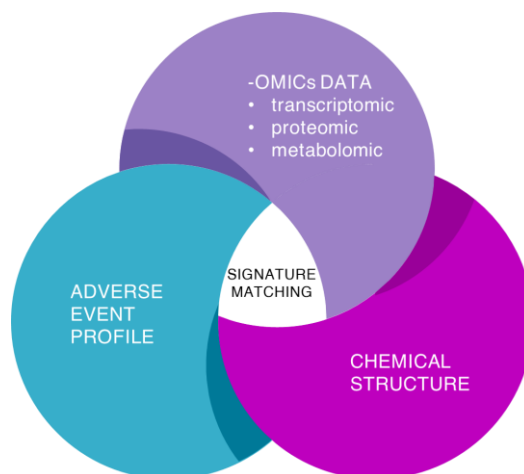 -OMICs DATA
• transcriptomic
• proteomic
• metabolomic
SIGNATURE
MATCHING
ADVERSE
EVENT
PROFILE
CHEMICAL
STRUCTURE